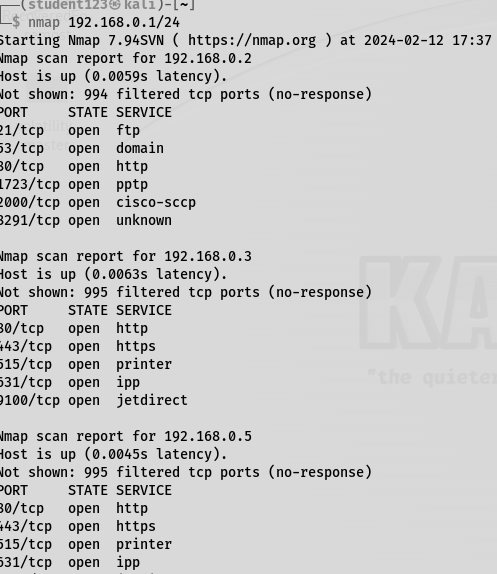 (student123㉿kali)-[~]
$ nmap 192.168.0.1/24
Starting Nmap 7.94SVN ( https://nmap.org ) at 2024-02-12 17:37
Nmap scan report for 192.168.0.2
Host is up (0.0059s latency).
Not shown: 994 filtered tcp ports (no-response)
PORT     STATE SERVICE
21/tcp   open  ftp
53/tcp   open  domain
80/tcp   open  http
1723/tcp open  pptp
2000/tcp open  cisco-sccp
8291/tcp open  unknown
Nmap scan report for 192.168.0.3
Host is up (0.0063s latency).
Not shown: 995 filtered tcp ports (no-response)
PORT     STATE SERVICE
80/tcp   open  http
443/tcp  open  https
515/tcp  open  printer
631/tcp  open  ipp
9100/tcp open  jetdirect
KA
"the quieter
Nmap scan report for 192.168.0.5
Host is up (0.0045s latency).
Not shown: 995 filtered tcp ports (no-response)
PORT     STATE SERVICE
80/tcp   open  http
443/tcp  open  https
515/tcp  open  printer
631/tcp  open  ipp